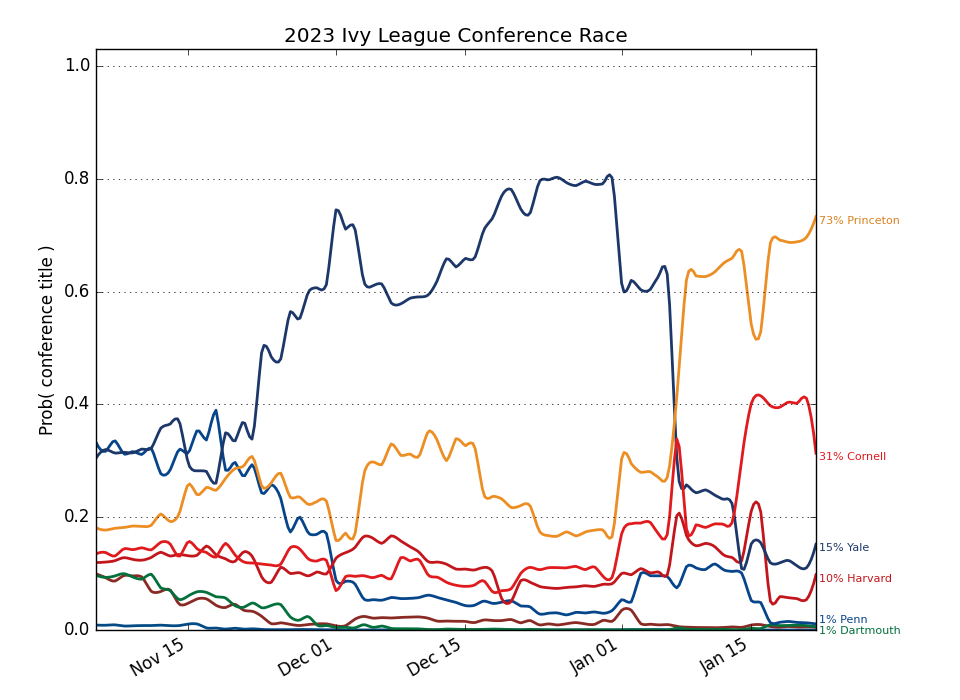 2023 Ivy League Conference Race
Prob( conference title )
1.0
0.8
0.6
0.4
0.2
0.0
Nov 15
Dec 01
Dec 15
Jan 01
Jan 15
73% Princeton
31% Cornell
15% Yale
10% Harvard
1% Penn
1% Dartmouth